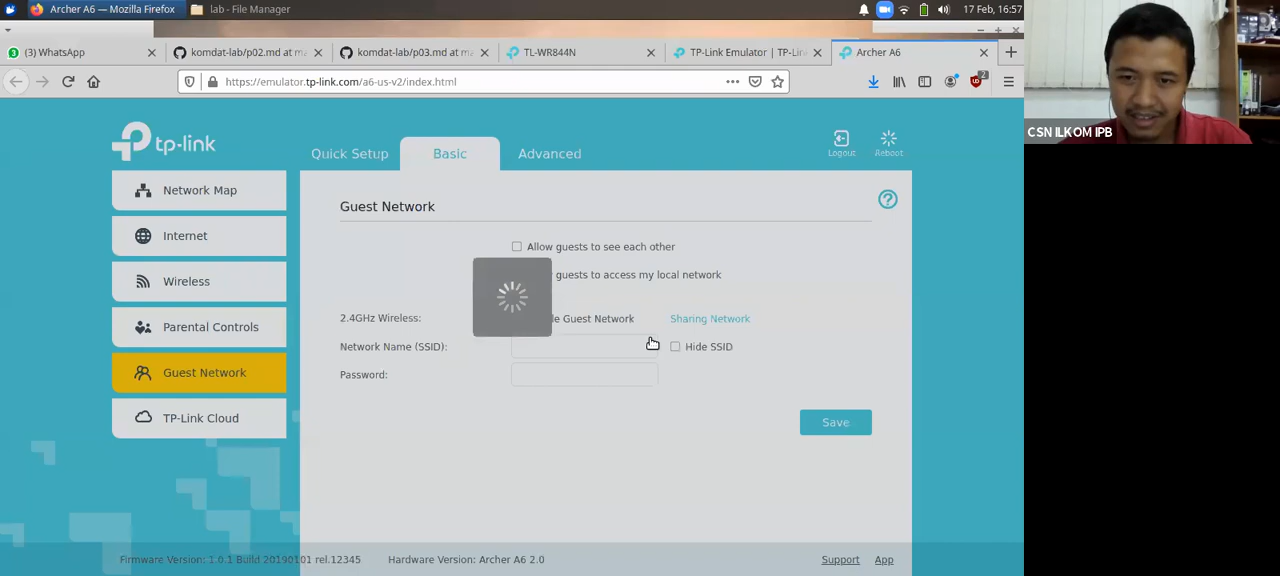 Archer A6 — Mozilla Firefox
lab - File Manager
17 Feb, 16:57
(3) WhatsApp
komdat-lab/p02.md at ma
komdat-lab/p03.md at ma
TL-WR844N
TP-Link Emulator | TP-Lin
Archer A6
https://emulator.tp-link.com/a6-us-v2/index.html
2
CSN ILKOM IPB
tp-link
Quick Setup
Basic
Advanced
Logout
Reboot
Network Map
Internet
Wireless
Parental Controls
Guest Network
TP-Link Cloud
Guest Network
Allow guests to see each other
guests to access my local network
2.4GHz Wireless:
le Guest Network
Sharing Network
Network Name (SSID):
Hide SSID
Password:
Save
Firmware Version: 1.0.1 Build 20190101 rel.12345
Hardware Version: Archer A6 2.0
Support
App